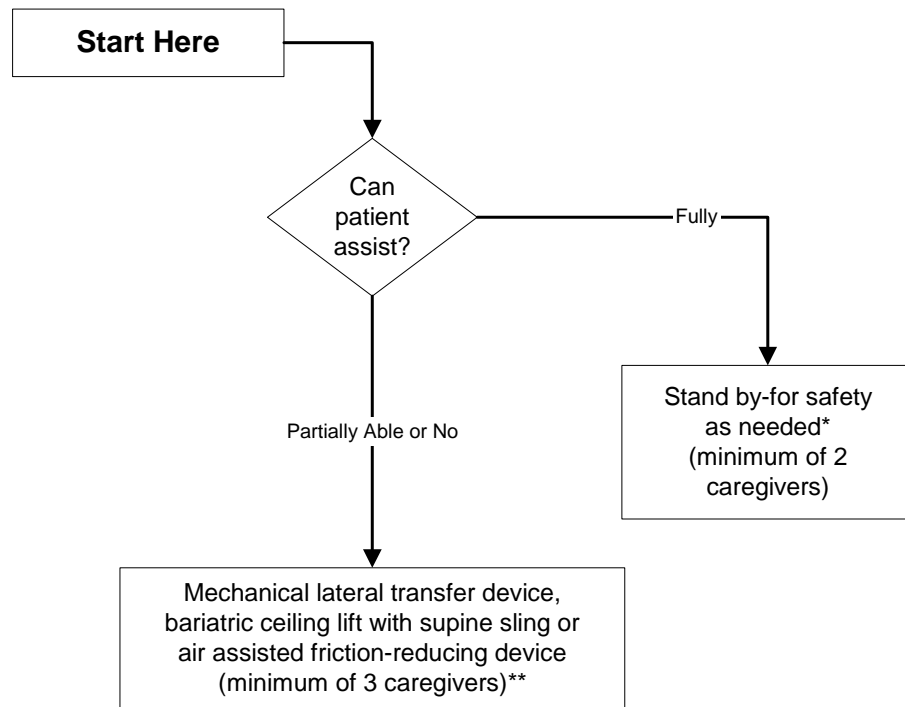 Start Here
Can
patient
assist?
Fully
Partially Able or No
Stand by-for safety
as needed*
(minimum of 2
caregivers)
Mechanical lateral transfer device,
bariatric ceiling lift with supine sling or
air assisted friction-reducing device
(minimum of 3 caregivers)**